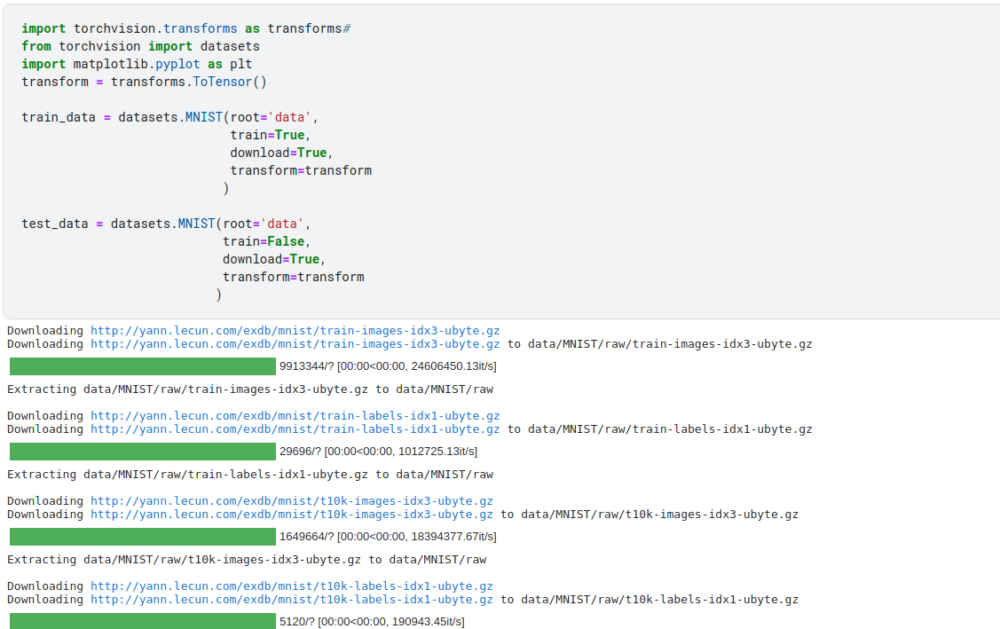 import torchvision.transforms as transforms#
from torchvision import datasets
import matplotlib.pyplot as plt
transform = transforms.ToTensor()
train_data = datasets.MNIST(root='data',
train=True,
download=True,
transform=transform
)
test_data = datasets.MNIST(root='data',
train=False,
download=True,
transform=transform
)
Downloading http://yann.lecun.com/exdb/mnist/train-images-idx3-ubyte.gz
Downloading http://yann.lecun.com/exdb/mnist/train-images-idx3-ubyte.gz to data/MNIST/raw/train-images-idx3-ubyte.gz
9913344/? [00:00<00:00, 24606450.13it/s]
Extracting data/MNIST/raw/train-images-idx3-ubyte.gz to data/MNIST/raw
Downloading http://yann.lecun.com/exdb/mnist/train-labels-idx1-ubyte.gz
Downloading http://yann.lecun.com/exdb/mnist/train-labels-idx1-ubyte.gz to data/MNIST/raw/train-labels-idx1-ubyte.gz
29696/? [00:00<00:00, 1012725.13it/s]
Extracting data/MNIST/raw/train-labels-idx1-ubyte.gz to data/MNIST/raw
Downloading http://yann.lecun.com/exdb/mnist/t10k-images-idx3-ubyte.gz
Downloading http://yann.lecun.com/exdb/mnist/t10k-images-idx3-ubyte.gz to data/MNIST/raw/t10k-images-idx3-ubyte.gz
1649664/? [00:00<00:00, 18394377.67it/s]
Extracting data/MNIST/raw/t10k-images-idx3-ubyte.gz to data/MNIST/raw
Downloading http://yann.lecun.com/exdb/mnist/t10k-labels-idx1-ubyte.gz
Downloading http://yann.lecun.com/exdb/mnist/t10k-labels-idx1-ubyte.gz to data/MNIST/raw/t10k-labels-idx1-ubyte.gz
5120/? [00:00<00:00, 190943.45it/s]